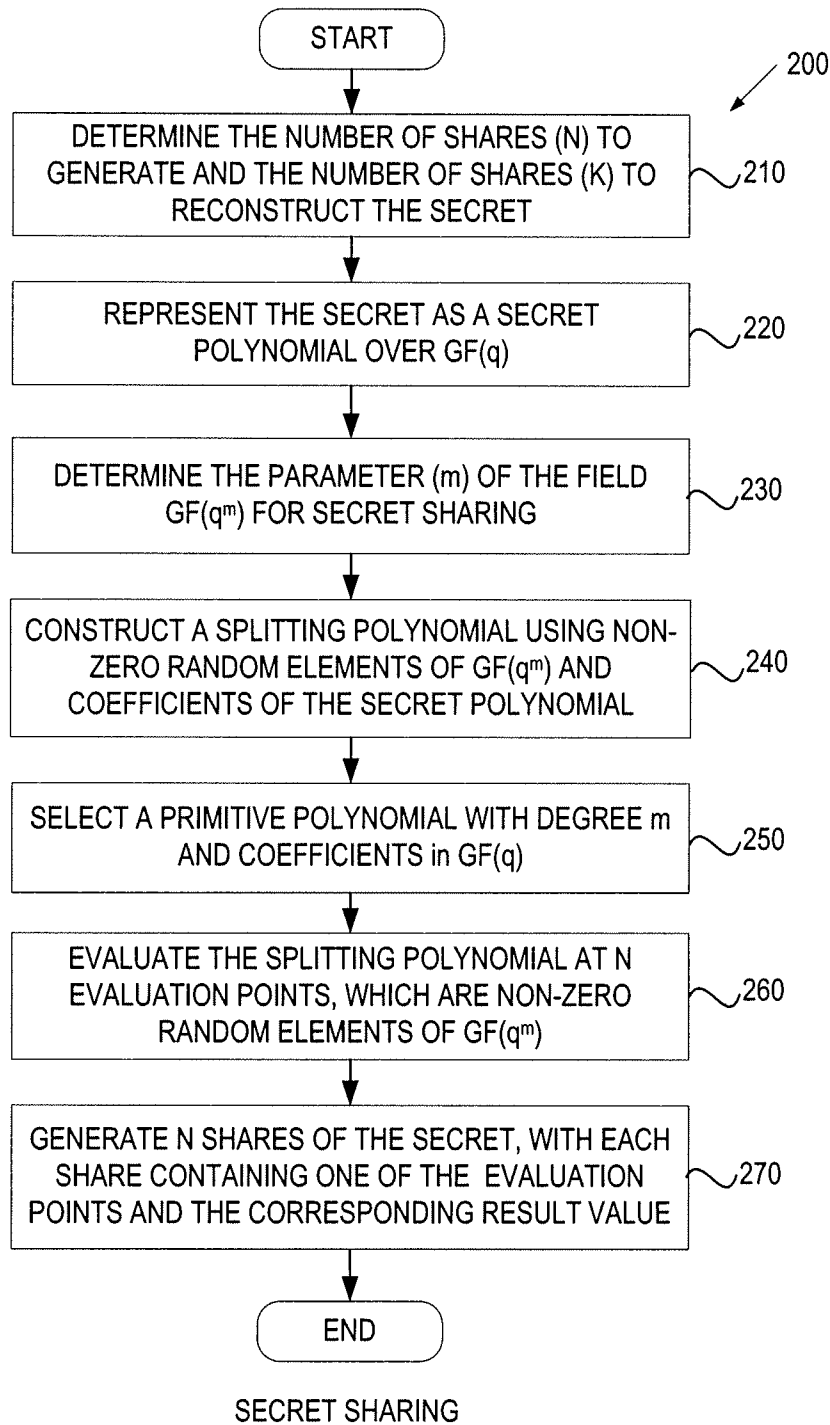 START
200
DETERMINE THE NUMBER OF SHARES (N) TO
GENERATE AND THE NUMBER OF SHARES (K) TO
RECONSTRUCT THE SECRET
210
REPRESENT THE SECRET AS A SECRET
POLYNOMIAL OVER GF(q)
220
DETERMINE THE PARAMETER (m) OF THE FIELD
GF(qᵐ) FOR SECRET SHARING
230
CONSTRUCT A SPLITTING POLYNOMIAL USING NON-
ZERO RANDOM ELEMENTS OF GF(qᵐ) AND
COEFFICIENTS OF THE SECRET POLYNOMIAL
240
SELECT A PRIMITIVE POLYNOMIAL WITH DEGREE m
AND COEFFICIENTS in GF(q)
250
EVALUATE THE SPLITTING POLYNOMIAL AT N
EVALUATION POINTS, WHICH ARE NON-ZERO
RANDOM ELEMENTS OF GF(qᵐ)
260
GENERATE N SHARES OF THE SECRET, WITH EACH
SHARE CONTAINING ONE OF THE EVALUATION
POINTS AND THE CORRESPONDING RESULT VALUE
270
END
SECRET SHARING